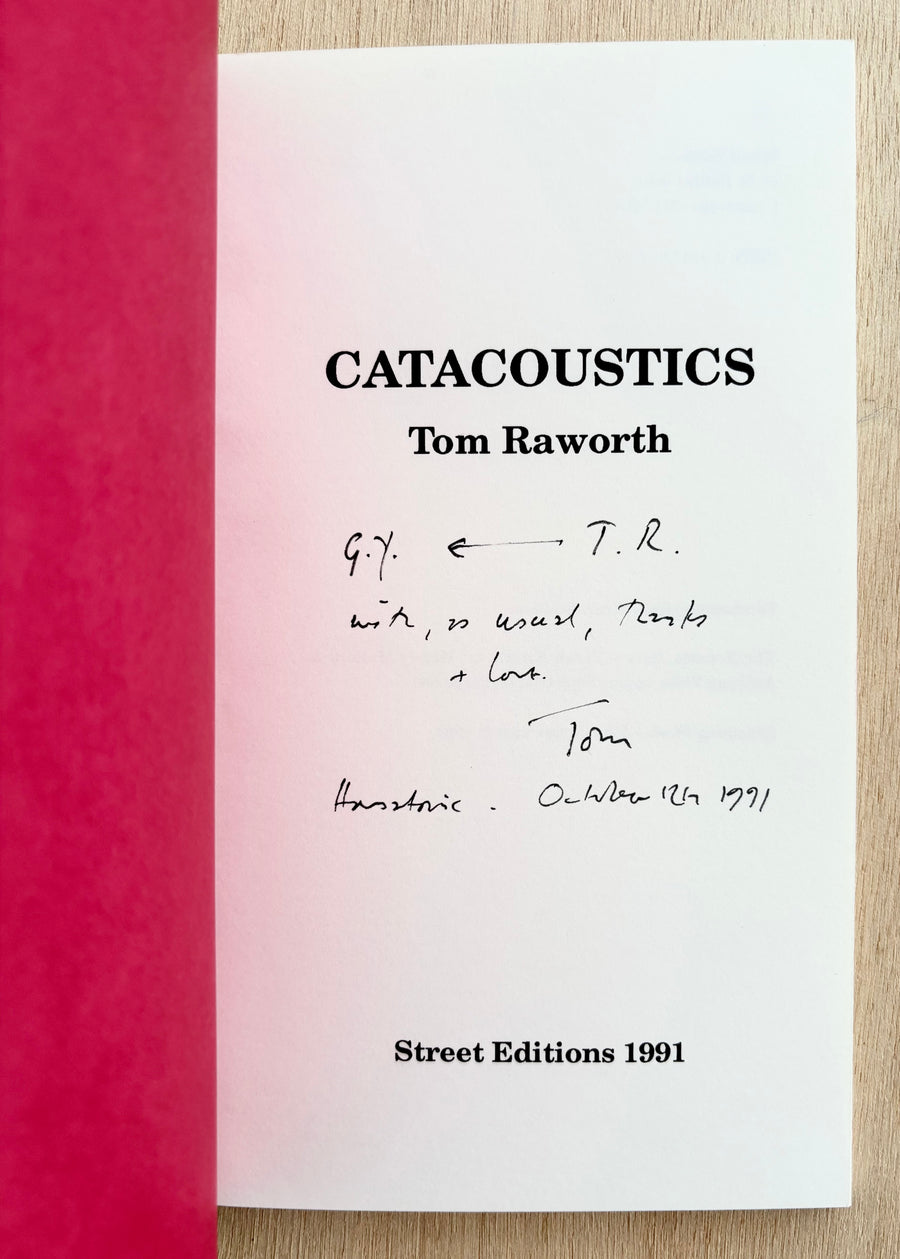 CATACOUSTICS
Tom Raworth
G.Y. ← T. R.
with, as usual, thanks
+ love.
Tom
Housatonic . October 12th 1991
Street Editions 1991